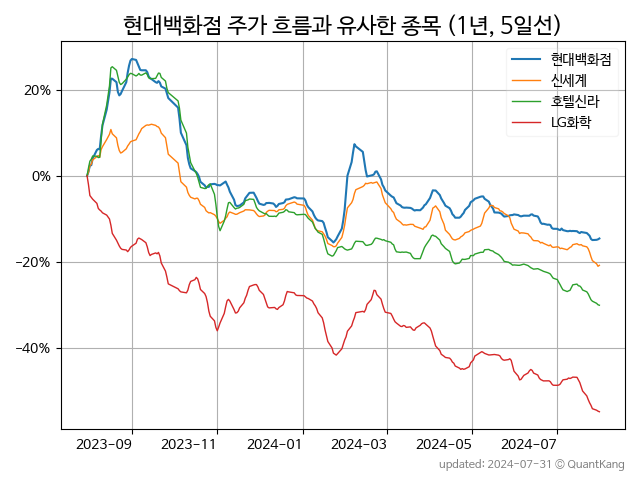 현대백화점 주가 흐름과 유사한 종목 (1년, 5일선)
현대백화점
신세계
호텔신라
LG화학
20%
0%
−20%
−40%
2023-09 2023-11 2024-01 2024-03 2024-05 2024-07
updated: 2024-07-31 © QuantKang